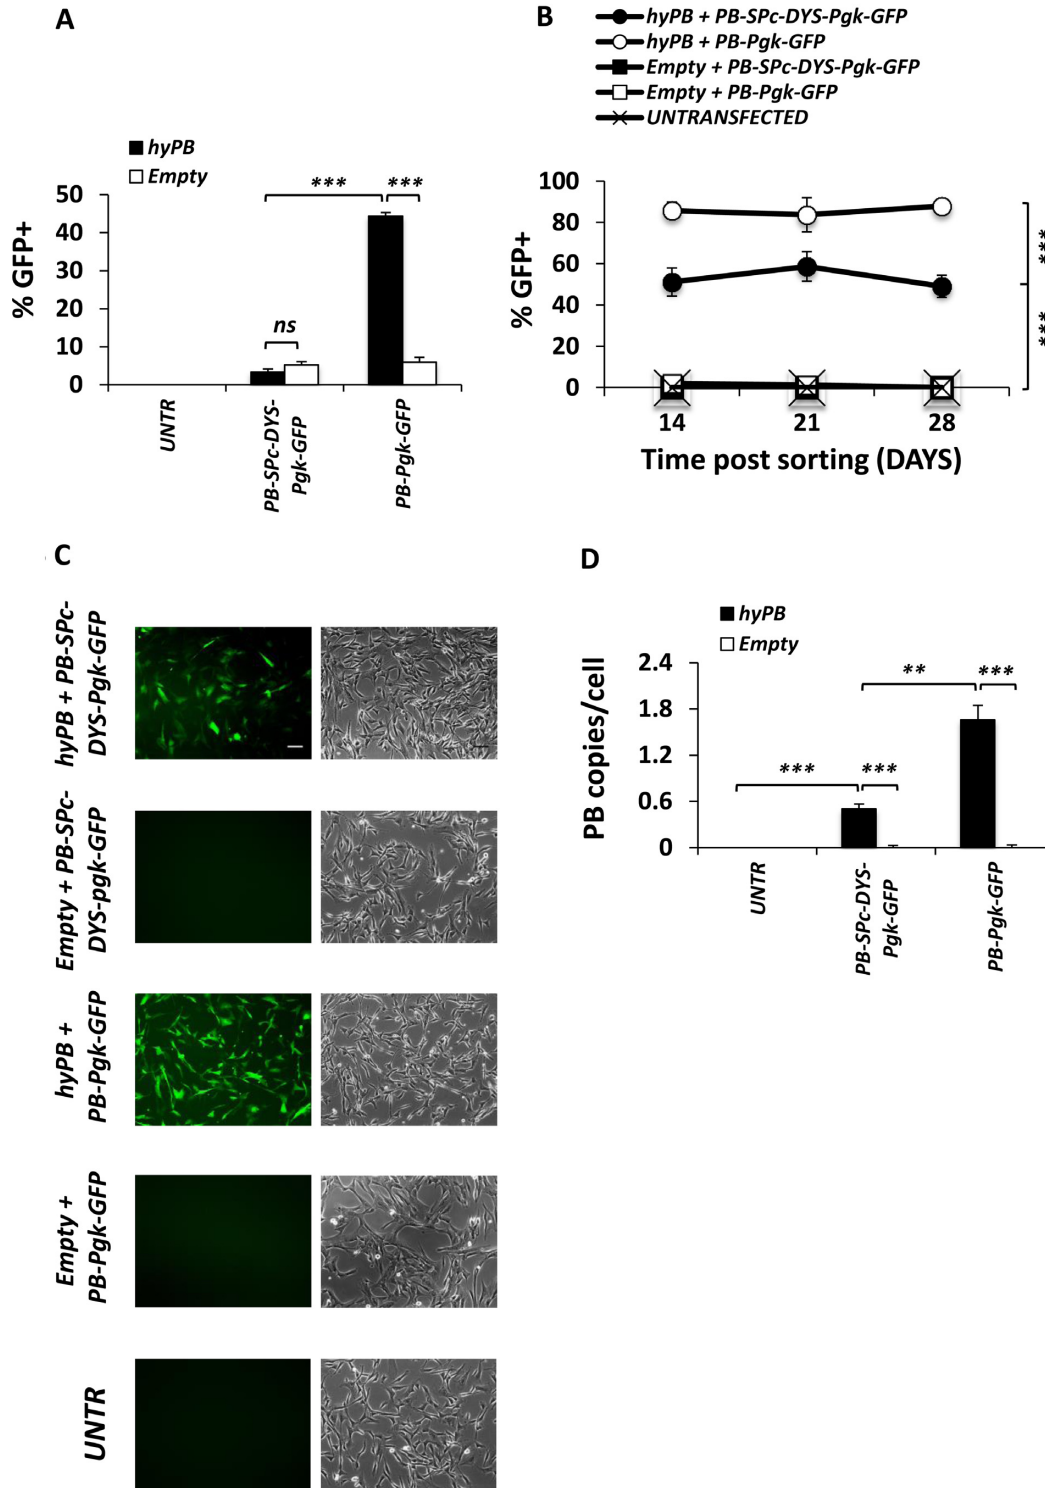 A
hyPB
Empty
***
***
ns
50
40
30
20
10
0
% GFP+
UNTR
PB-SPc-DYS-
Pgk-GFP
PB-Pgk-GFP
B
hyPB + PB-SPc-DYS-Pgk-GFP
hyPB + PB-Pgk-GFP
Empty + PB-SPc-DYS-Pgk-GFP
Empty + PB-Pgk-GFP
UNTRANSFECTED
100
80
60
40
20
0
% GFP+
***
***
14
21
28
Time post sorting (DAYS)
C
hyPB + PB-SPc-
DYS-Pgk-GFP
Empty + PB-SPc-
DYS-pgk-GFP
hyPB +
PB-Pgk-GFP
Empty +
PB-Pgk-GFP
UNTR
D
hyPB
Empty
2.4
1.8
1.2
0.6
0
PB copies/cell
**
***
***
***
UNTR
PB-SPc-DYS-
Pgk-GFP
PB-Pgk-GFP